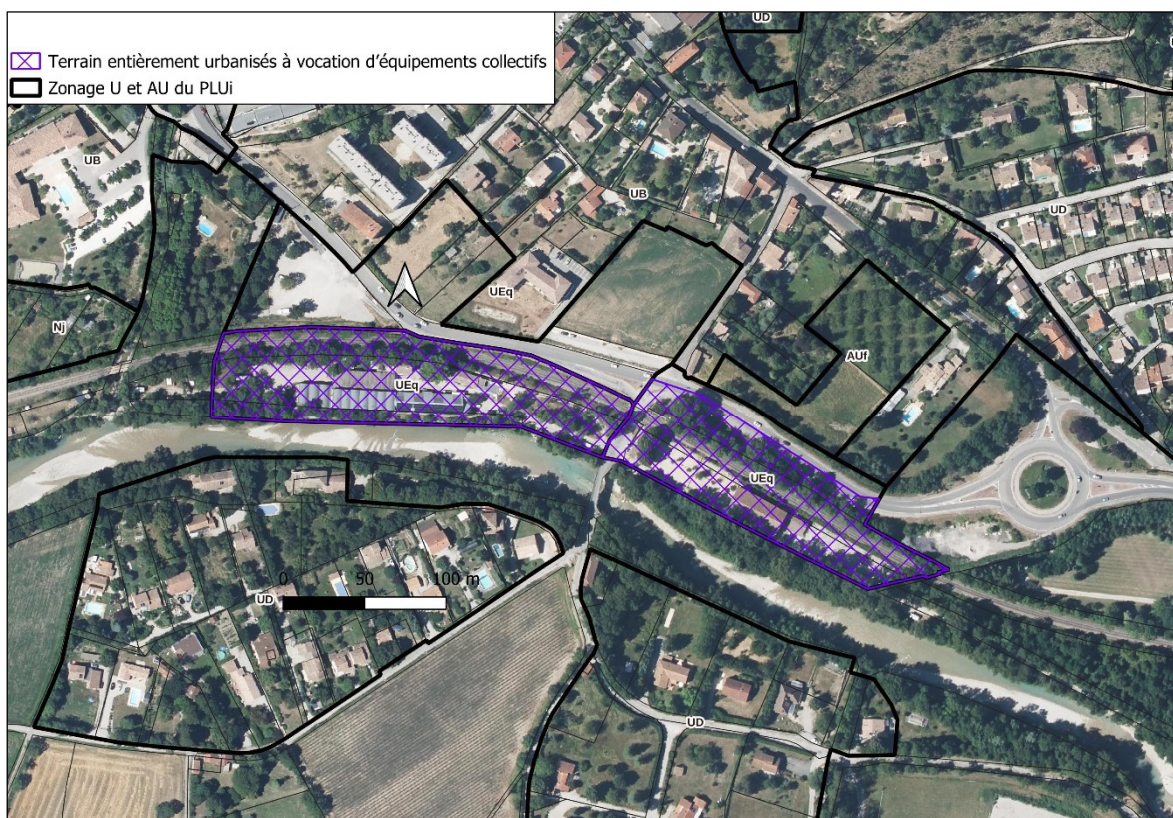 Terrain entièrement urbanisés à vocation d'équipements collectifs
Zonage U et AU du PLUi
UD
UB
UB
UD
UEq
Nj
AUf
UEq
UEq
0 50 100 m
UD
UD